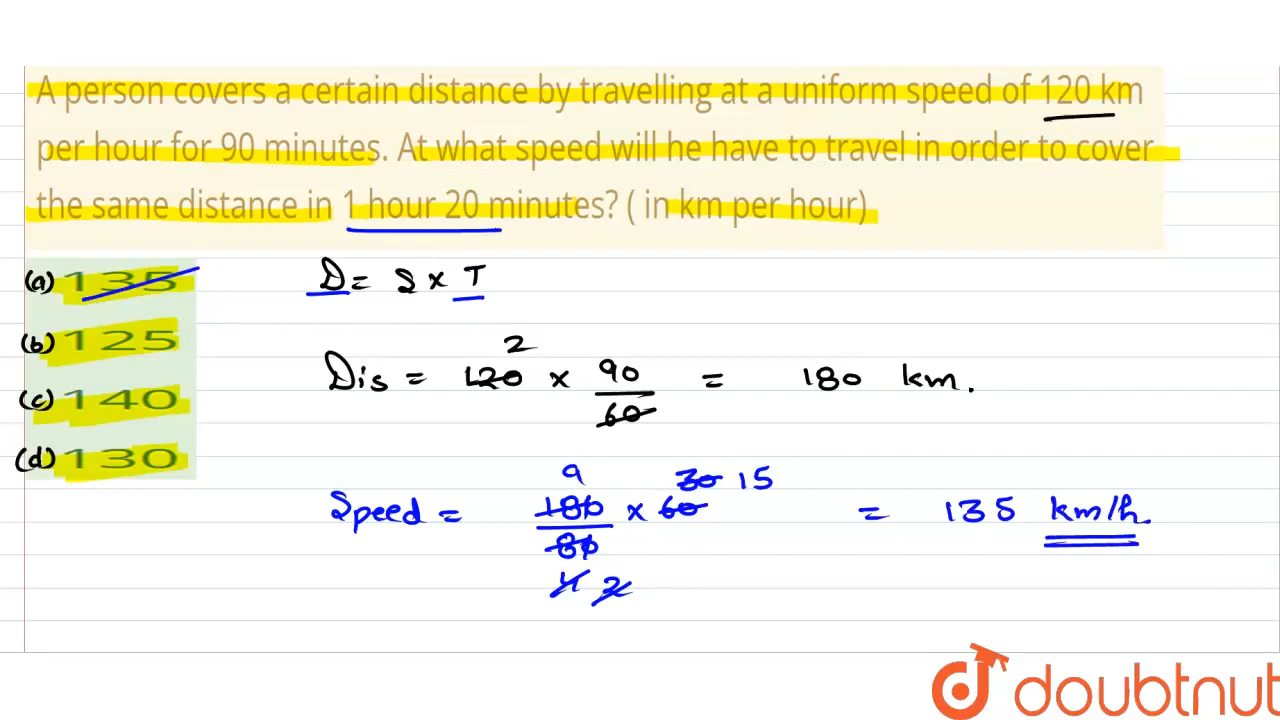 A person covers a certain distance by travelling at a uniform speed of 120 km
per hour for 90 minutes. At what speed will he have to travel in order to cover
the same distance in 1 hour 20 minutes? ( in km per hour)
(a) 135
(b) 125
(c) 140
(d) 130
D = S × T
2
Dis = 120 × 90/60 = 180 km.
9 30 15
Speed = 180/80 × 60 = 135 km/h.
4 2
doubtnut